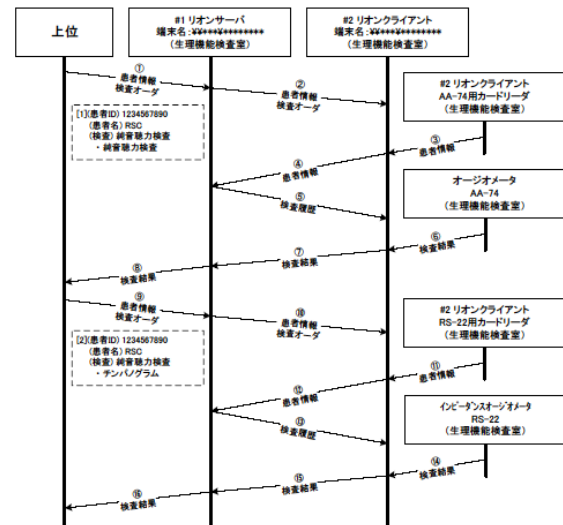 上位
#1 リオンサーバ
端末名:¥¥***¥********
(生理機能検査室)
#2 リオンクライアント
端末名:¥¥***¥********
(生理機能検査室)
①
患者情報
検査オーダ
②
患者情報
検査オーダ
#2 リオンクライアント
AA-74用カードリーダ
(生理機能検査室)
[1](患者ID) 1234567890
(患者名) RSC
(検査) 純音聴力検査
・純音聴力検査
③
患者情報
④
患者情報
⑤
検査履歴
オージオメータ
AA-74
(生理機能検査室)
⑥
検査結果
⑦
検査結果
⑧
検査結果
⑨
患者情報
検査オーダ
⑩
患者情報
検査オーダ
#2 リオンクライアント
RS-22用カードリーダ
(生理機能検査室)
[2](患者ID) 1234567890
(患者名) RSC
(検査) 純音聴力検査
・テンパノグラム
⑪
患者情報
⑫
患者情報
⑬
検査履歴
インピーダンスオージオメータ
RS-22
(生理機能検査室)
⑭
検査結果
⑮
検査結果
⑯
検査結果